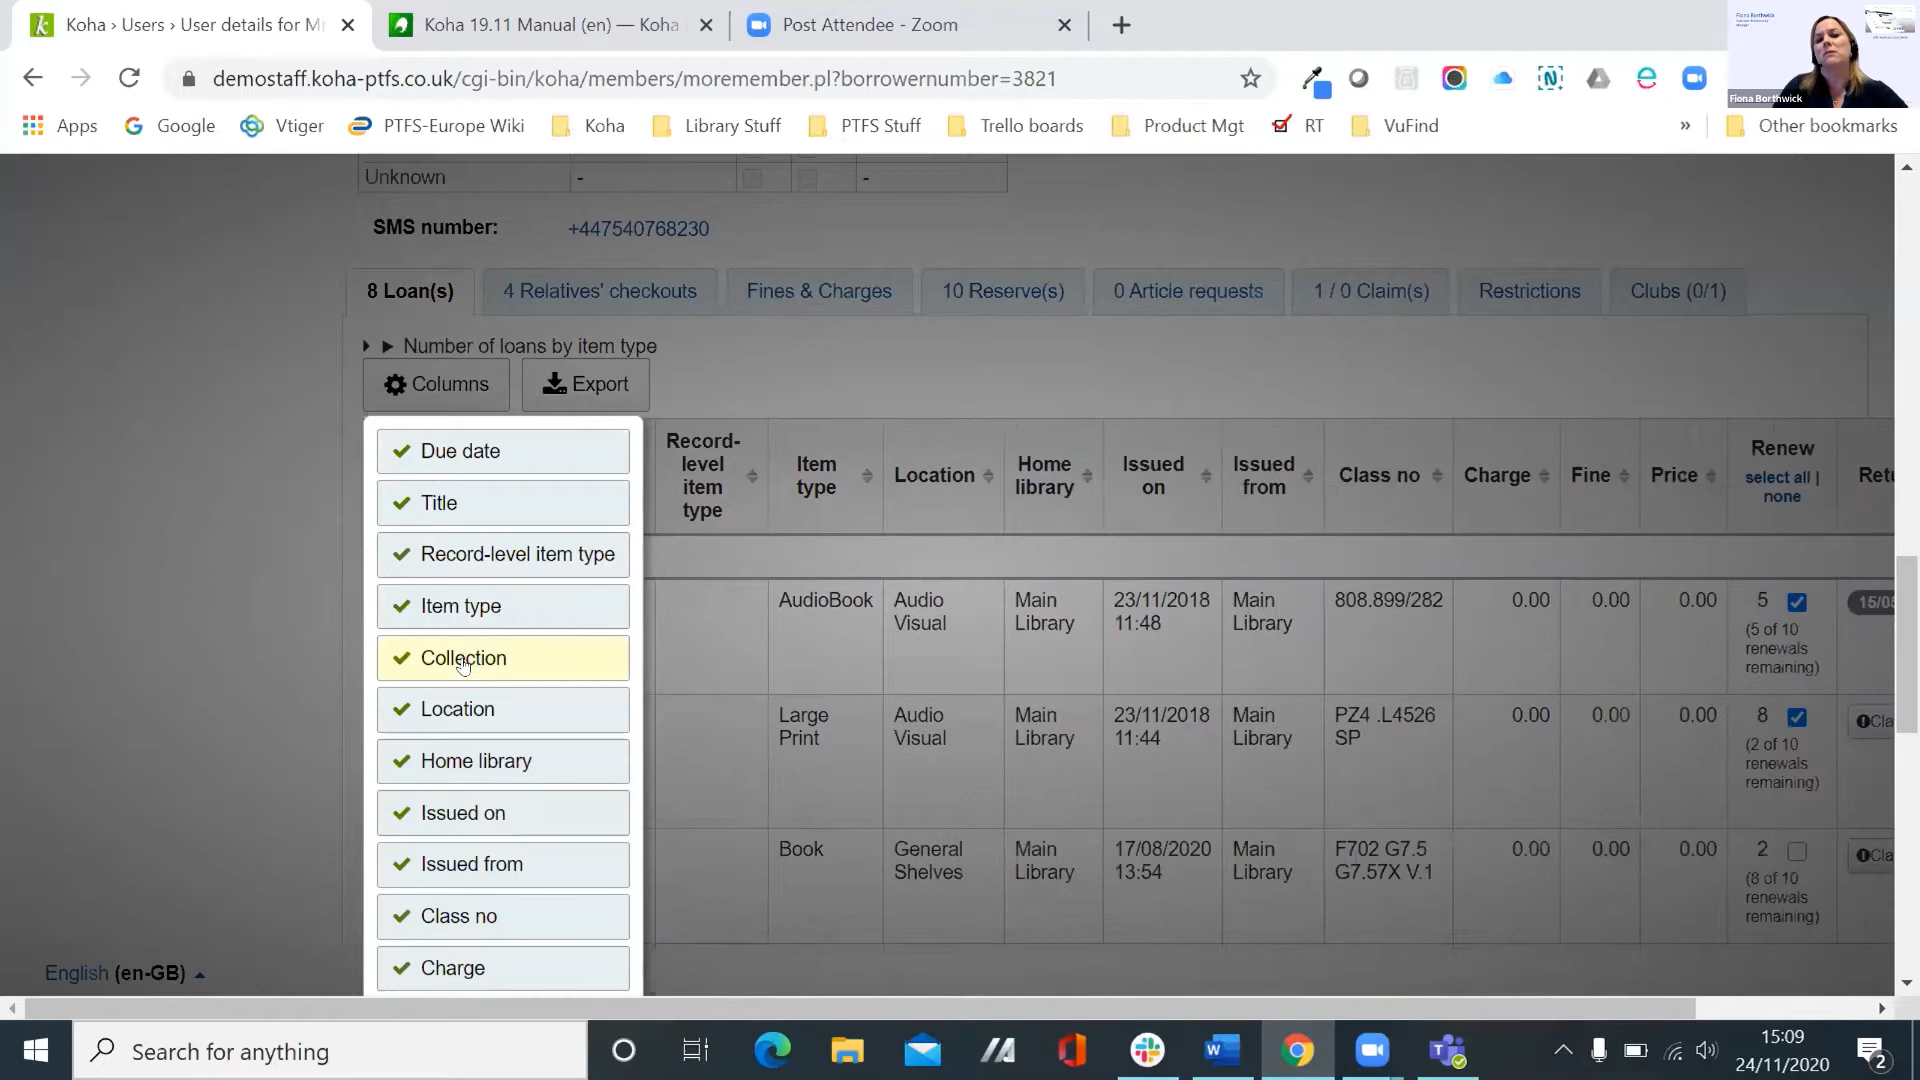 Koha › Users › User details for Mr
Koha 19.11 Manual (en) — Koha
Post Attendee - Zoom
demostaff.koha-ptfs.co.uk/cgi-bin/koha/members/moremember.pl?borrowernumber=3821
Fiona Borthwick
Fiona Borthwick
Apps
Google
Vtiger
PTFS-Europe Wiki
Koha
Library Stuff
PTFS Stuff
Trello boards
Product Mgt
RT
VuFind
»
Other bookmarks
Unknown - -
SMS number: +447540768230
8 Loan(s)
4 Relatives' checkouts
Fines & Charges
10 Reserve(s)
0 Article requests
1 / 0 Claim(s)
Restrictions
Clubs (0/1)
Number of loans by item type
Columns
Export
Due date
Title
Record-level item type
Item type
Collection
Location
Home library
Issued on
Issued from
Class no
Charge
Record-
level
item
type
Item
type
Location
Home
library
Issued
on
Issued
from
Class no
Charge
Fine
Price
Renew
select all |
none
Retu
AudioBook
Audio
Visual
Main
Library
23/11/2018
11:48
Main
Library
808.899/282
0.00
0.00
0.00
5
(5 of 10
renewals
remaining)
15/05
Large
Print
Audio
Visual
Main
Library
23/11/2018
11:44
Main
Library
PZ4 .L4526
SP
0.00
0.00
0.00
8
(2 of 10
renewals
remaining)
Cla
Book
General
Shelves
Main
Library
17/08/2020
13:54
Main
Library
F702 G7.5
G7.57X V.1
0.00
0.00
0.00
2
(8 of 10
renewals
remaining)
Cla
English (en-GB)
Search for anything
15:09
24/11/2020
2